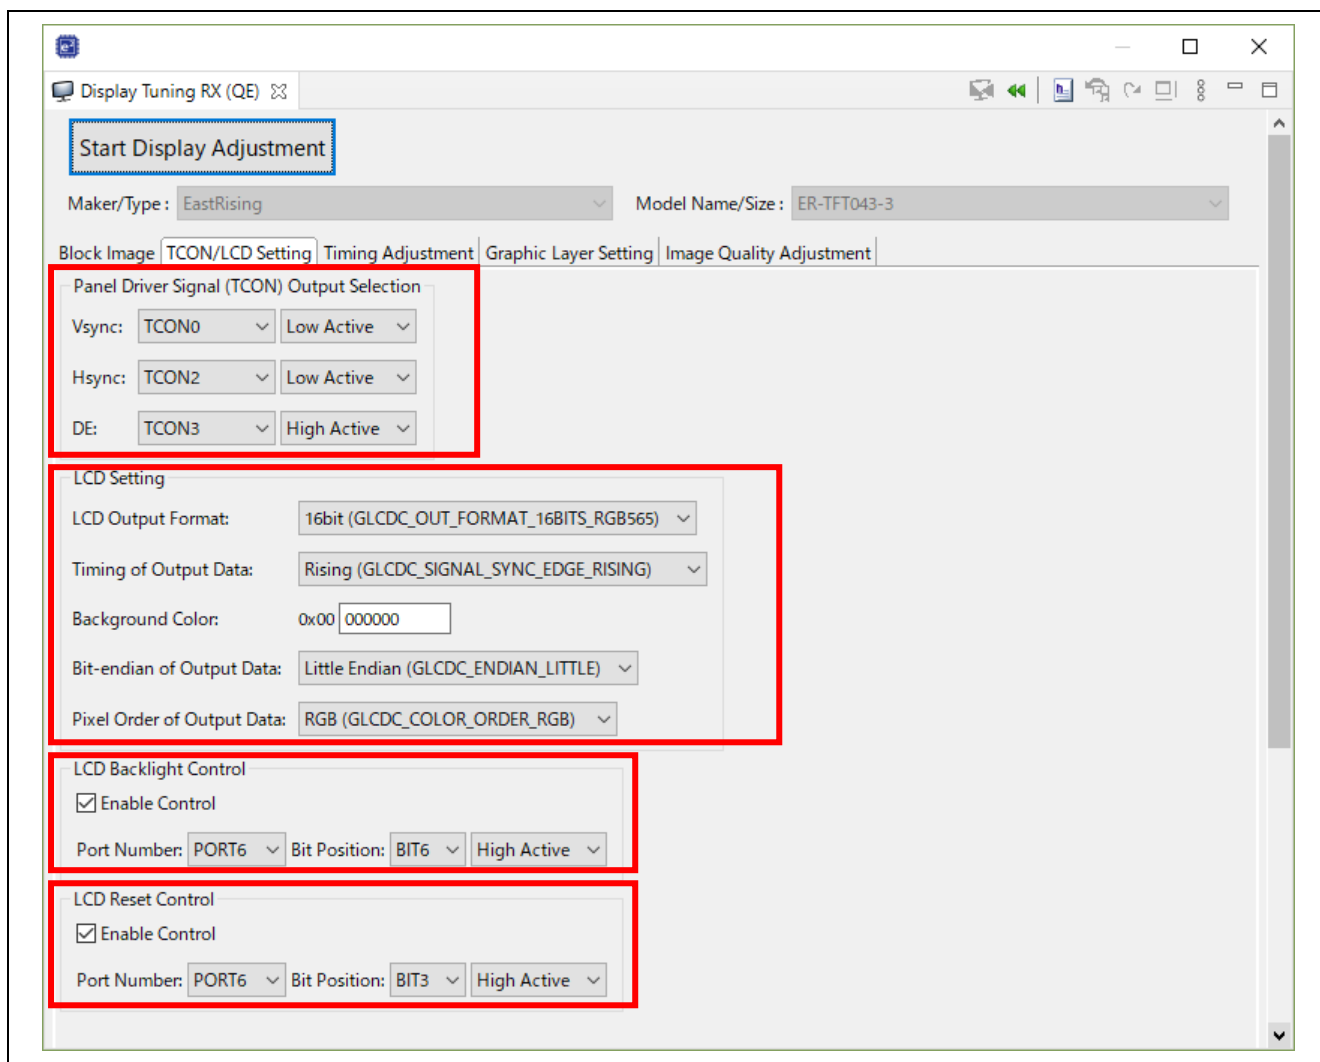 Display Tuning RX (QE)
Start Display Adjustment
Maker/Type : EastRising Model Name/Size : ER-TFT043-3
Block Image TCON/LCD Setting Timing Adjustment Graphic Layer Setting Image Quality Adjustment
Panel Driver Signal (TCON) Output Selection
Vsync: TCON0 Low Active
Hsync: TCON2 Low Active
DE: TCON3 High Active
LCD Setting
LCD Output Format: 16bit (GLCDC_OUT_FORMAT_16BITS_RGB565)
Timing of Output Data: Rising (GLCDC_SIGNAL_SYNC_EDGE_RISING)
Background Color: 0x00 000000
Bit-endian of Output Data: Little Endian (GLCDC_ENDIAN_LITTLE)
Pixel Order of Output Data: RGB (GLCDC_COLOR_ORDER_RGB)
LCD Backlight Control
Enable Control
Port Number: PORT6 Bit Position: BIT6 High Active
LCD Reset Control
Enable Control
Port Number: PORT6 Bit Position: BIT3 High Active